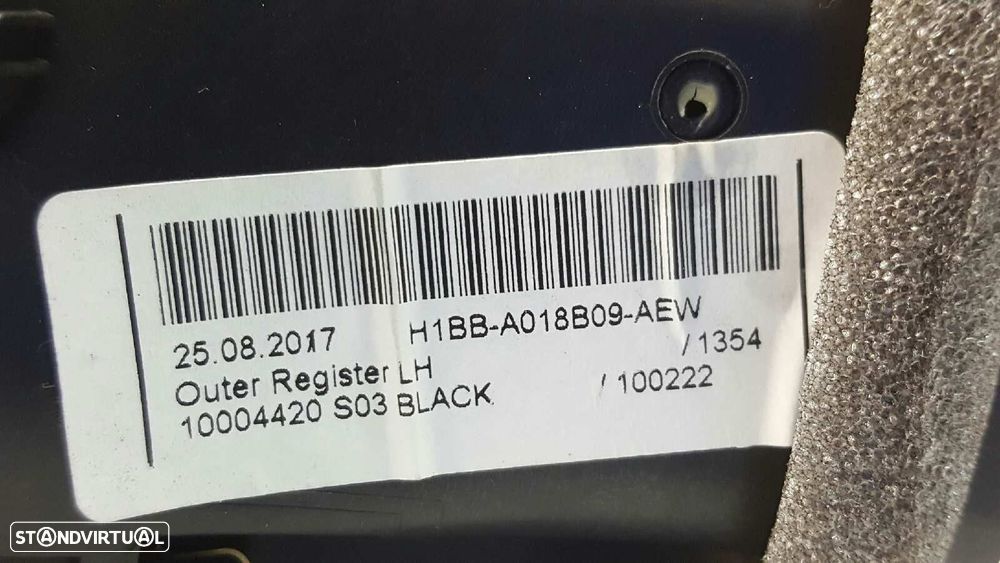 25.08.2017 H1BB-A018B09-AEW
Outer Register LH /1354
10004420 S03 BLACK /100222
STANDVIRTUAL